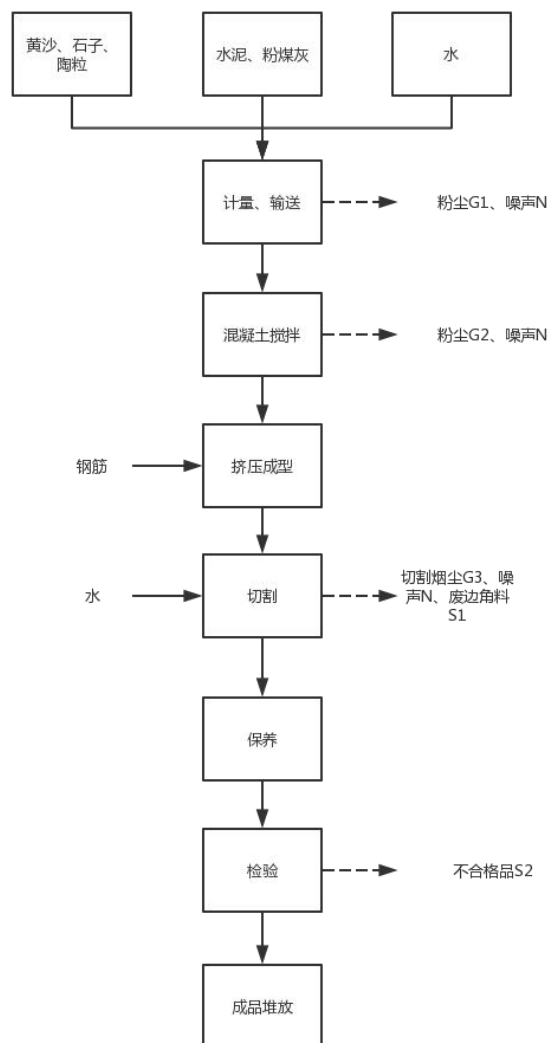 黄沙、石子、
陶粒
水泥、粉煤灰
水
计量、输送
粉尘G1、噪声N
混凝土搅拌
粉尘G2、噪声N
钢筋
挤压成型
水
切割
切割烟尘G3、噪
声N、废边角料
S1
保养
检验
不合格品S2
成品堆放